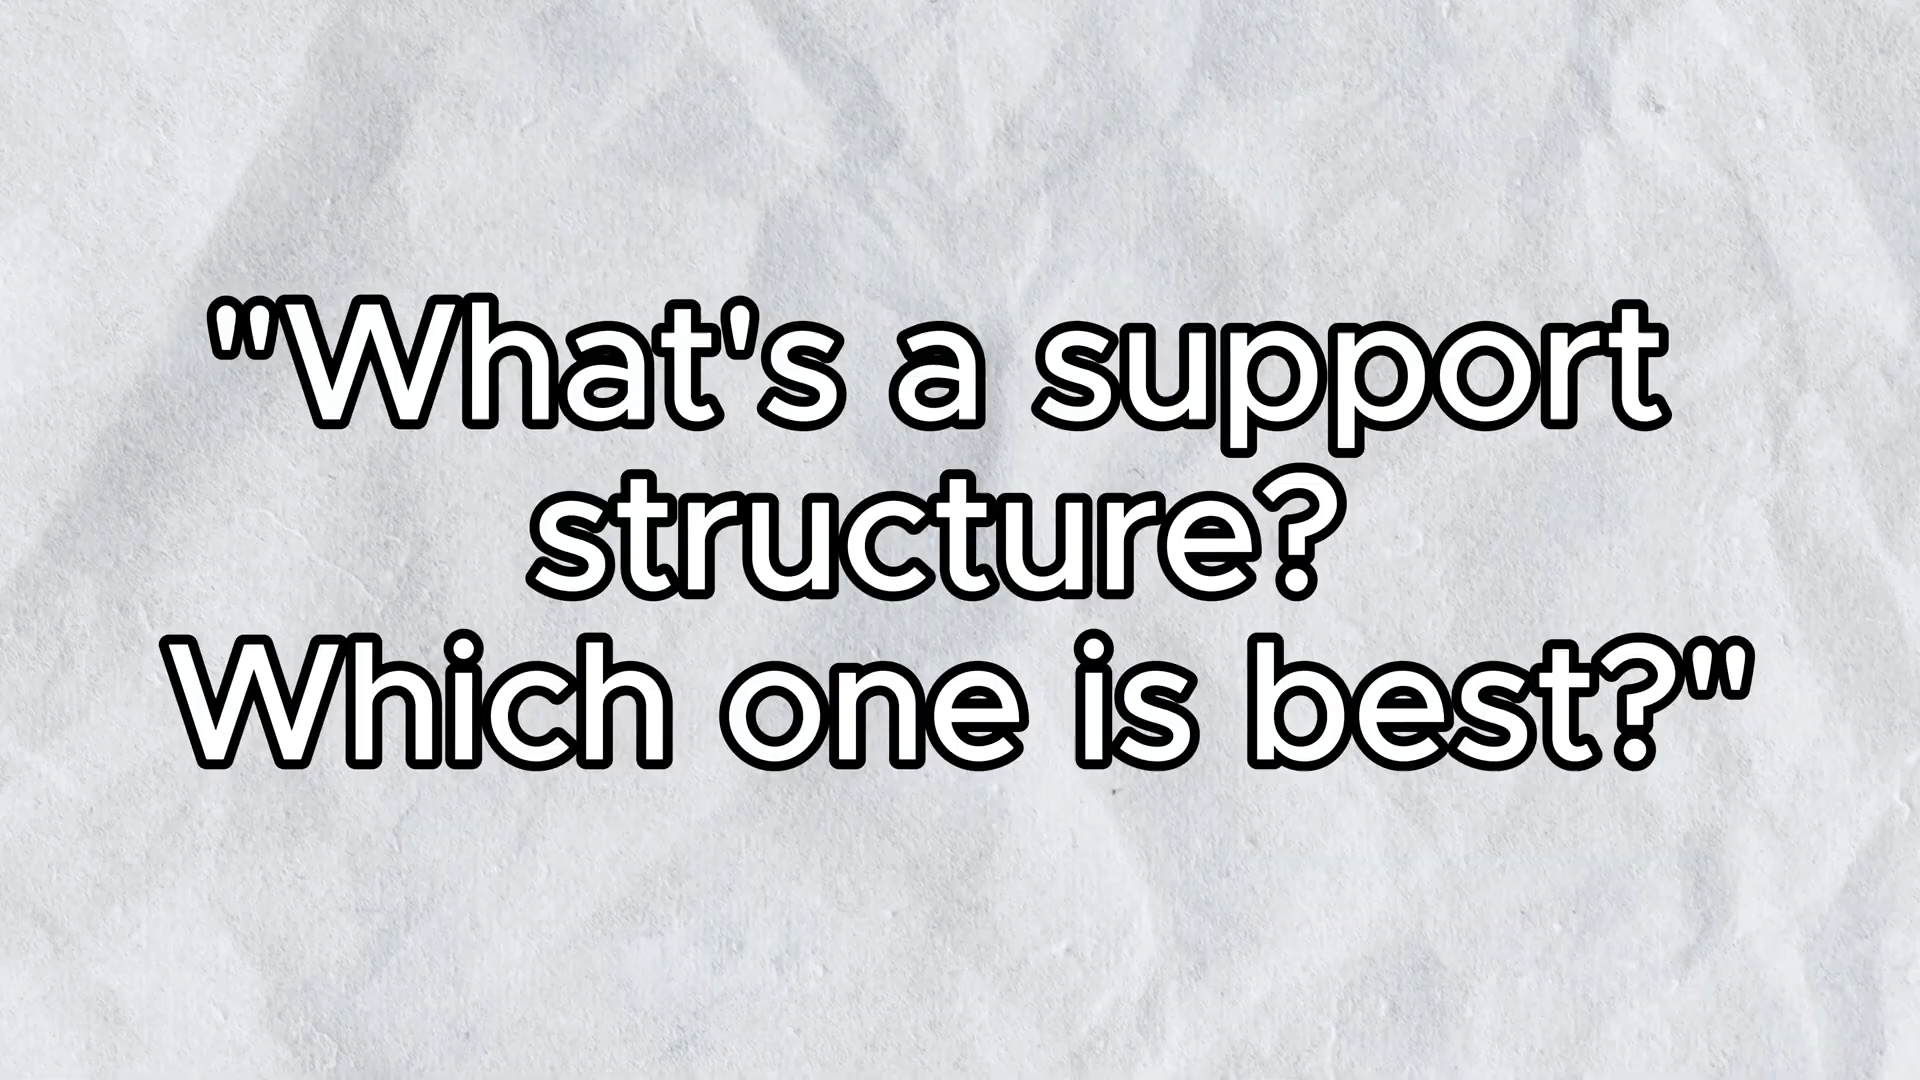 "What's a support
structure?
Which one is best?"